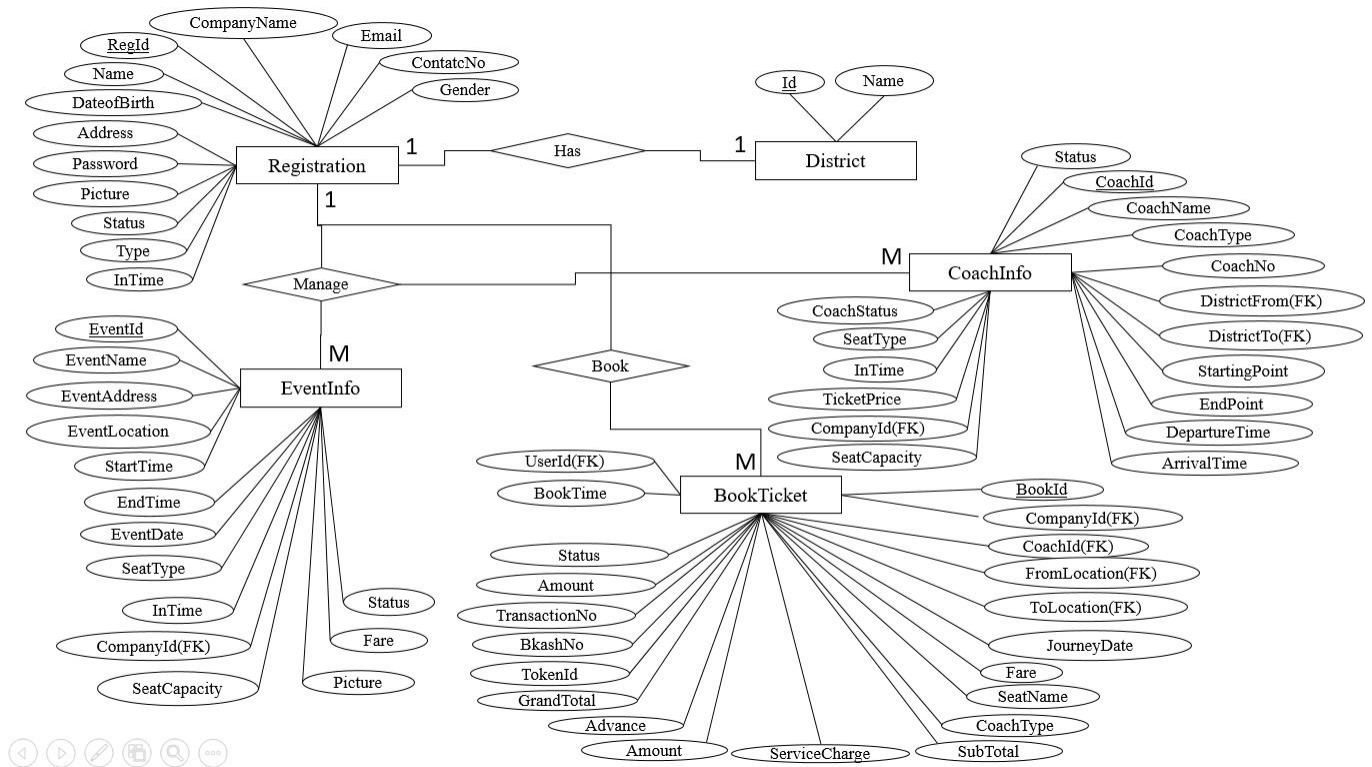 CompanyName
RegId
Email
Name
ContatcNo
DateofBirth
Gender
Address
Password
Picture
Status
Type
InTime
Registration
1
Has
1
Id
Name
District
1
Manage
M
Status
CoachId
CoachName
CoachType
CoachNo
DistrictFrom(FK)
DistrictTo(FK)
StartingPoint
EndPoint
DepartureTime
ArrivalTime
CoachInfo
CoachStatus
SeatType
InTime
TicketPrice
CompanyId(FK)
SeatCapacity
EventId
EventName
EventAddress
EventLocation
StartTime
M
EventInfo
EndTime
EventDate
SeatType
InTime
CompanyId(FK)
SeatCapacity
Status
Fare
Picture
Book
M
UserId(FK)
BookTime
BookTicket
BookId
CompanyId(FK)
CoachId(FK)
FromLocation(FK)
ToLocation(FK)
JourneyDate
Fare
SeatName
CoachType
SubTotal
Status
Amount
TransactionNo
BkashNo
TokenId
GrandTotal
Advance
Amount
ServiceCharge